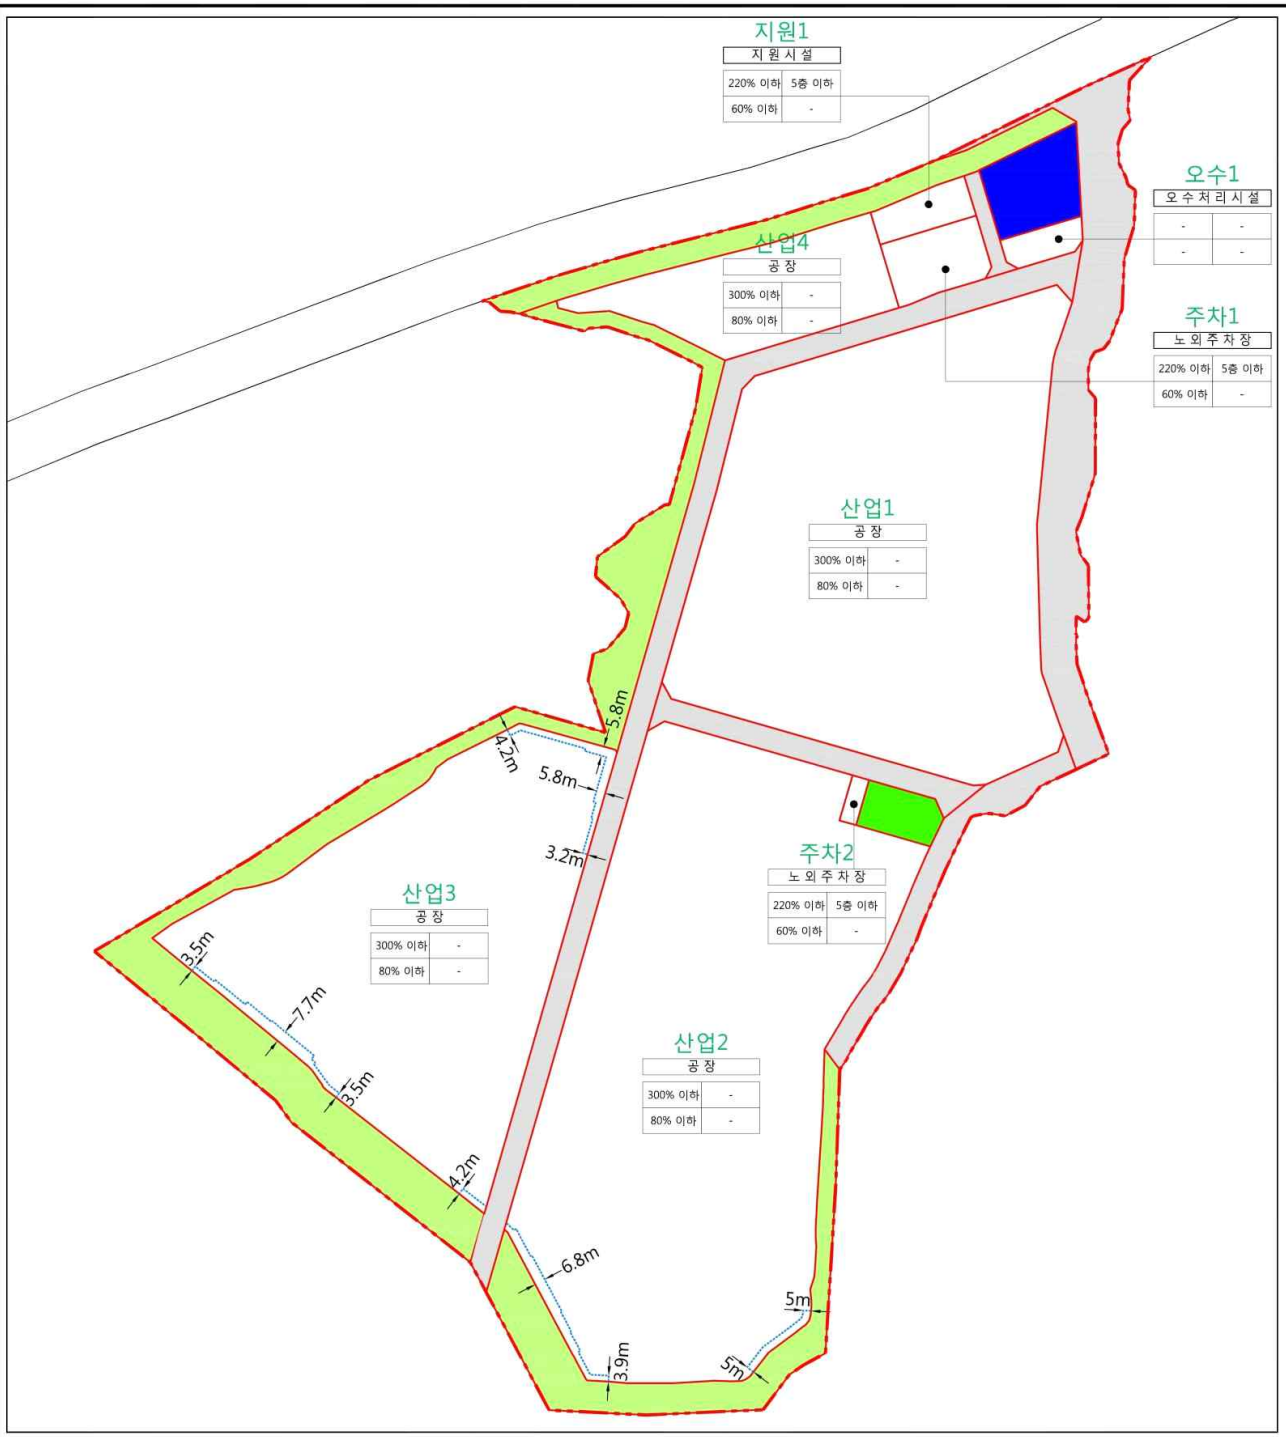 지원1
지 원 시 설
220% 이하 5층 이하
60% 이하 -
오수1
오 수 처 리 시 설
- -
- -
산업4
공 장
300% 이하 -
80% 이하 -
주차1
노 외 주 차 장
220% 이하 5층 이하
60% 이하 -
산업1
공 장
300% 이하 -
80% 이하 -
5.8m
4.2m
5.8m
3.2m
주차2
노 외 주 차 장
220% 이하 5층 이하
60% 이하 -
산업3
공 장
300% 이하 -
80% 이하 -
3.5m
7.7m
3.5m
4.2m
산업2
공 장
300% 이하 -
80% 이하 -
6.8m
5m
5m
3.9m